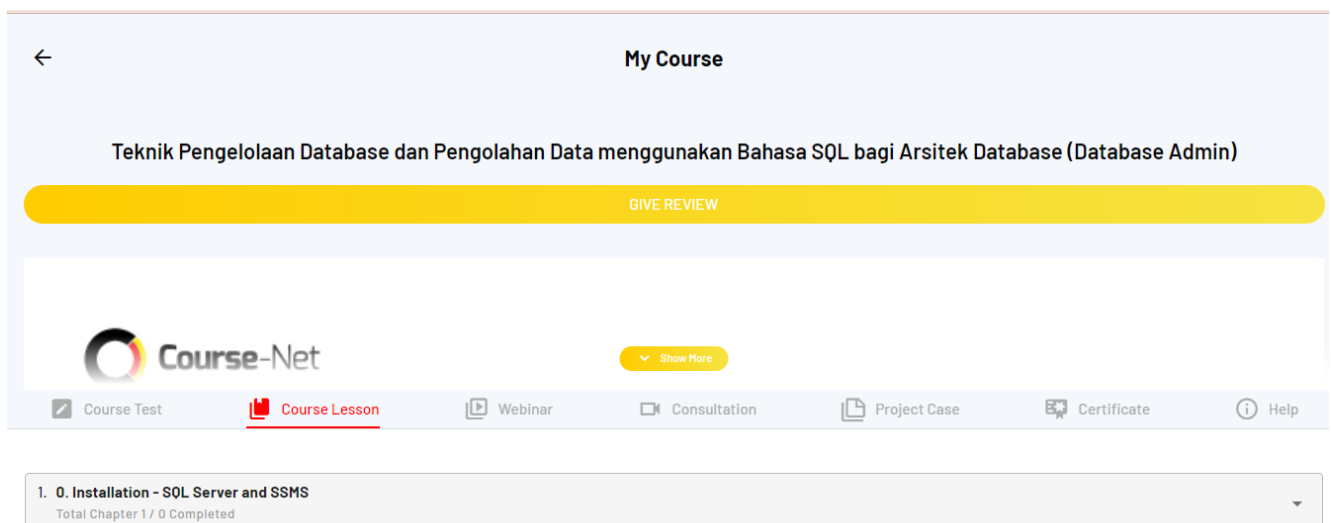 My Course
Teknik Pengelolaan Database dan Pengolahan Data menggunakan Bahasa SQL bagi Arsitek Database (Database Admin)
GIVE REVIEW
Course-Net
Show More
Course Test
Course Lesson
Webinar
Consultation
Project Case
Certificate
Help
1. 0. Installation - SQL Server and SSMS
Total Chapter 1 / 0 Completed